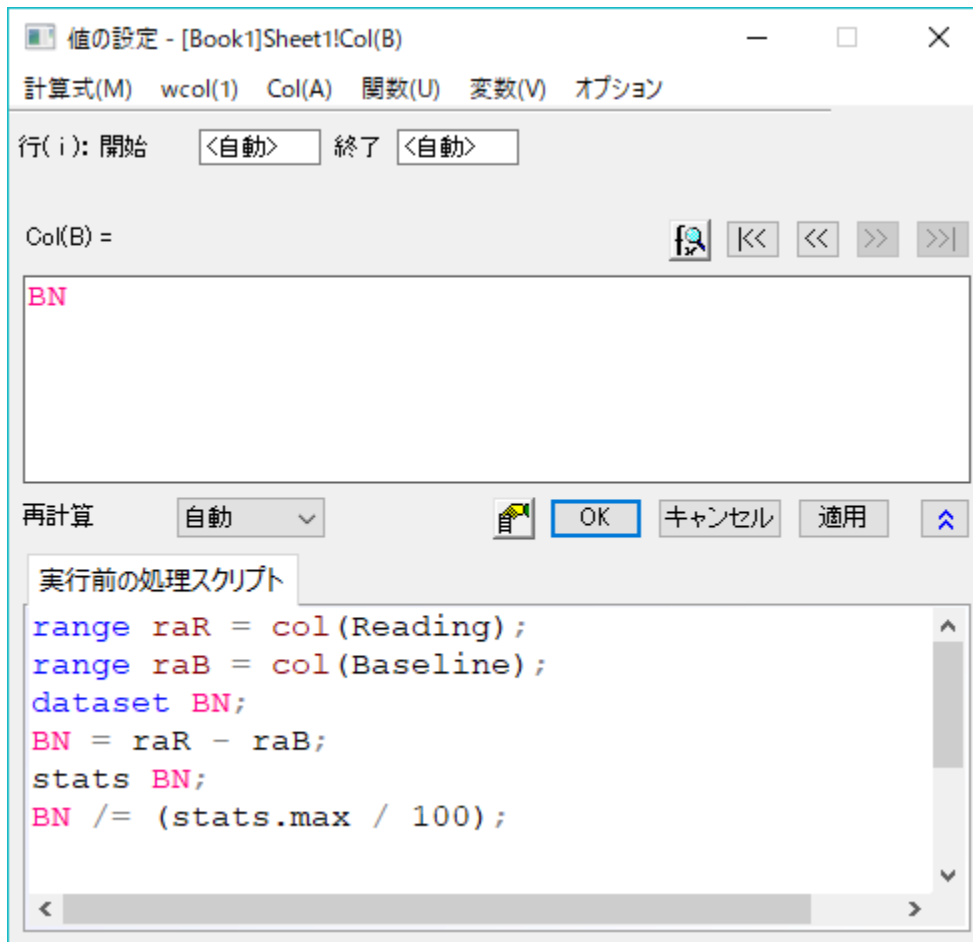 値の設定 - [Book1]Sheet1!Col(B)
計算式(M) wcol(1) Col(A) 関数(U) 変数(V) オプション
行(i): 開始 <自動> 終了 <自動>
Col(B) = |<< << >> >>|
BN
再計算 自動 OK キャンセル 適用
実行前の処理スクリプト
range raR = col(Reading);
range raB = col(Baseline);
dataset BN;
BN = raR - raB;
stats BN;
BN /= (stats.max / 100);